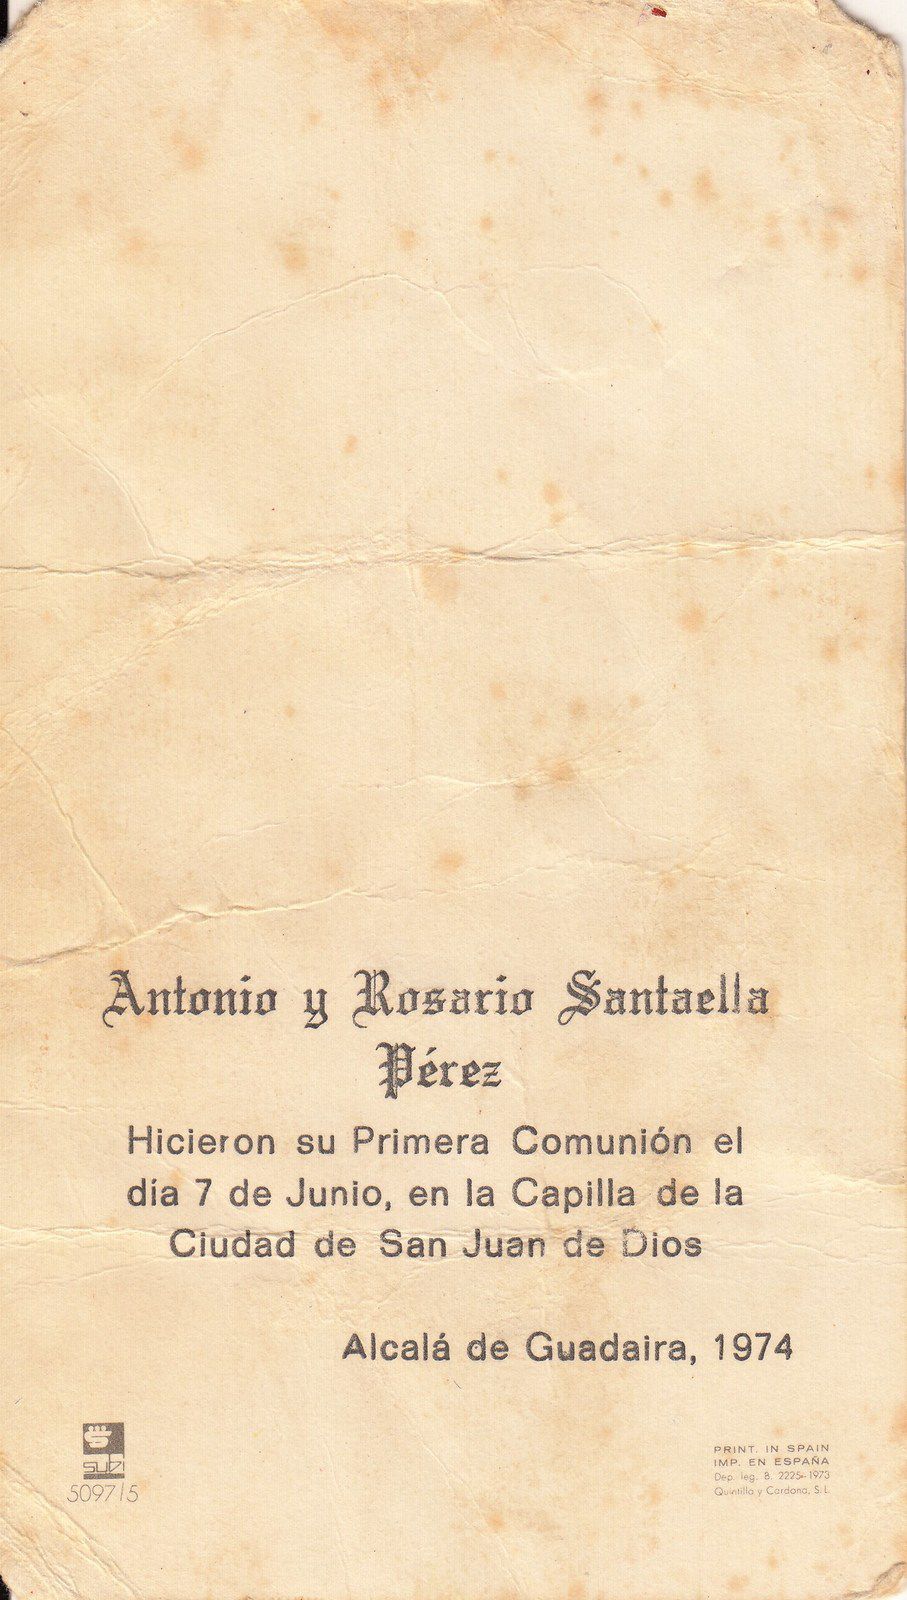 Antonio y Rosario Santaella
Pérez
Hicieron su Primera Comunión el
día 7 de Junio, en la Capilla de la
Ciudad de San Juan de Dios
Alcalá de Guadaira, 1974
SUBI
509715
PRINT. IN SPAIN
IMP. EN ESPAÑA
Dep. leg. B. 2225-1973
Quintilla y Cardona, S. L.